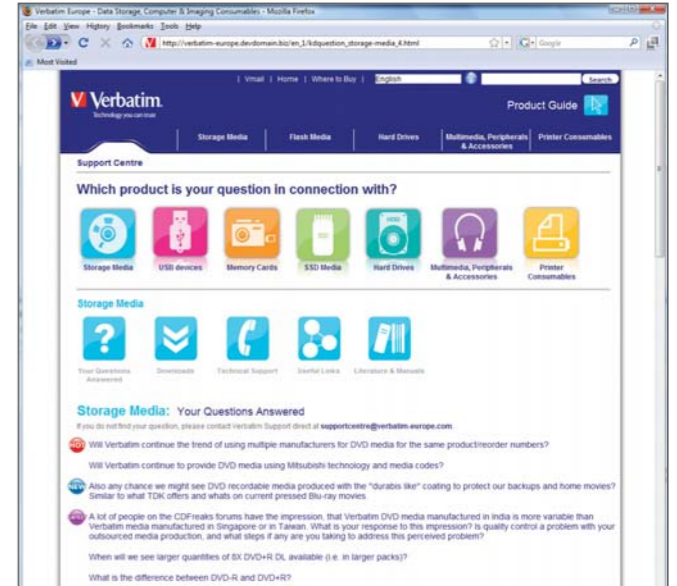 Verbatim Europe - Data Storage, Computer & Imaging Consumables - Mozilla Firefox
File Edit View History Bookmarks Tools Help
http://verbatim-europe.devdomain.biz/en_1/kdquestion_storage-media_4.html
Google
Most Visited
| Vmail | Home | Where to Buy | English Search
Verbatim.
Technology you can trust
Product Guide
Storage Media Flash Media Hard Drives Multimedia, Peripherals & Accessories Printer Consumables
Support Centre
Which product is your question in connection with?
HDD
Storage Media USB devices Memory Cards SSD Media Hard Drives Multimedia, Peripherals & Accessories Printer Consumables
Storage Media
?
Your Questions Answered Downloads Technical Support Useful Links Literature & Manuals
Storage Media: Your Questions Answered
If you do not find your question, please contact Verbatim Support direct at supportcentre@verbatim-europe.com.
HOT Will Verbatim continue the trend of using multiple manufacturers for DVD media for the same product/reorder numbers?
Will Verbatim continue to provide DVD media using Mitsubishi technology and media codes?
NEW Also any chance we might see DVD recordable media produced with the "durabis like" coating to protect our backups and home movies?
Similar to what TDK offers and whats on current pressed Blu-ray movies
A lot of people on the CDFreaks forums have the impression, that Verbatim DVD media manufactured in India is more variable than
Verbatim media manufactured in Singapore or in Taiwan. What is your response to this impression? Is quality control a problem with your
outsourced media production, and what steps if any are you taking to address this perceived problem?
When will we see larger quantities of 8X DVD+R DL available (i.e. in larger packs)?
What is the difference between DVD-R and DVD+R?